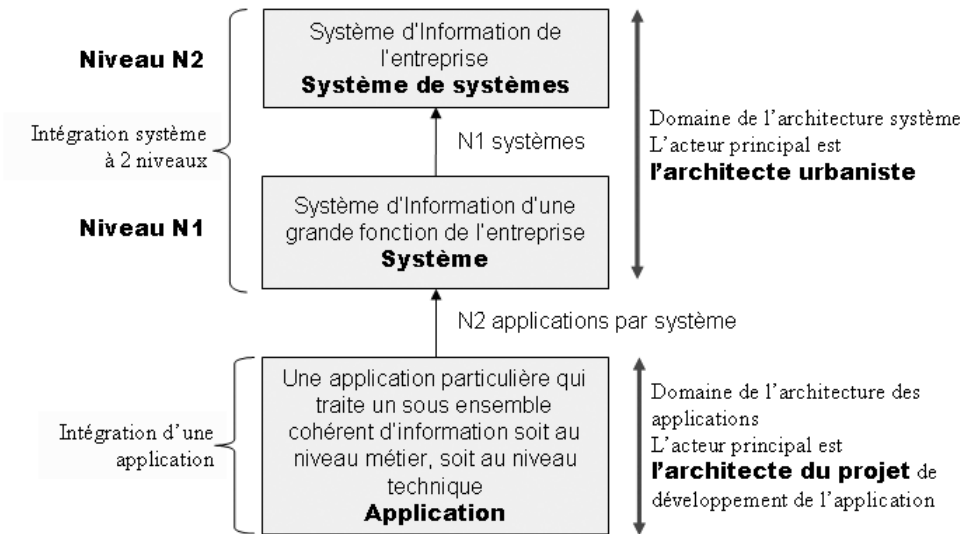 Système d'Information de
l'entreprise
Système de systèmes
Niveau N2
Intégration système
à 2 niveaux
N1 systèmes
Domaine de l'architecture système
L'acteur principal est
l'architecte urbaniste
Niveau N1
Système d'Information d'une
grande fonction de l'entreprise
Système
N2 applications par système
Intégration d'une
application
Une application particulière qui
traite un sous ensemble
cohérent d'information soit au
niveau métier, soit au niveau
technique
Application
Domaine de l'architecture des
applications
L'acteur principal est
l'architecte du projet de
développement de l'application